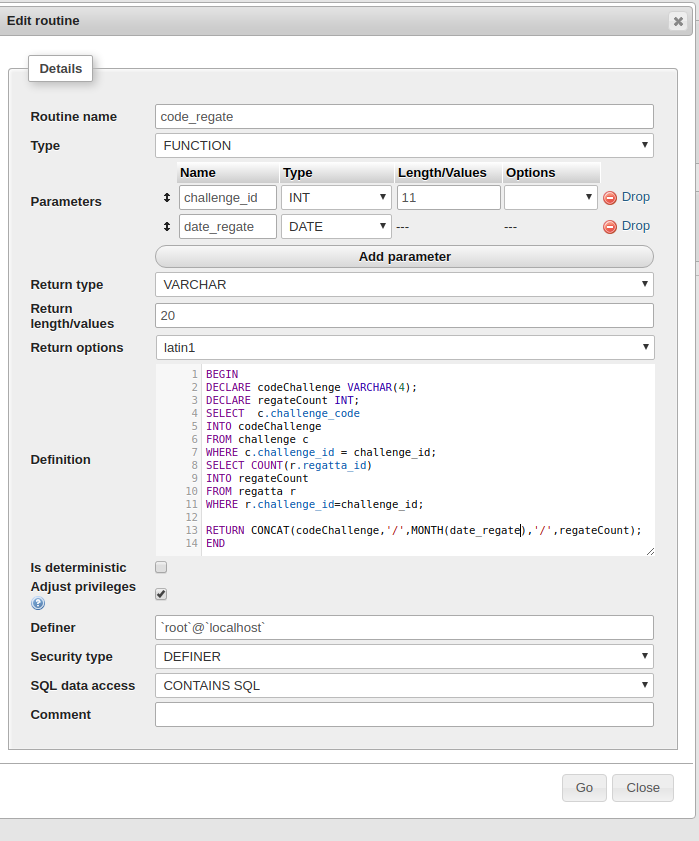 Edit routine
Details
Routine name code_regate
Type FUNCTION
Name Type Length/Values Options
Parameters
challenge_id INT 11 Drop
date_regate DATE --- --- Drop
Add parameter
Return type VARCHAR
Return
length/values 20
Return options latin1
Definition
1 BEGIN
2 DECLARE codeChallenge VARCHAR(4);
3 DECLARE regateCount INT;
4 SELECT  c.challenge_code
5 INTO codeChallenge
6 FROM challenge c
7 WHERE c.challenge_id = challenge_id;
8 SELECT COUNT(r.regatta_id)
9 INTO regateCount
10 FROM regatta r
11 WHERE r.challenge_id=challenge_id;
12
13 RETURN CONCAT(codeChallenge,'/',MONTH(date_regate),'/',regateCount);
14 END
Is deterministic
Adjust privileges
Definer `root`@`localhost`
Security type DEFINER
SQL data access CONTAINS SQL
Comment
Go Close